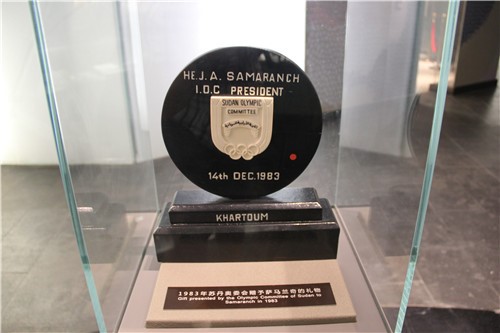 HE.J.A. SAMARANCH
I.O.C PRESIDENT
SUDAN OLYMPIC
COMMITTEE
14th DEC.1983
KHARTOUM
1983年苏丹奥委会赠予萨马兰奇的礼物
Gift presented by the Olympic Committee of Sudan to
Samaranch in 1983